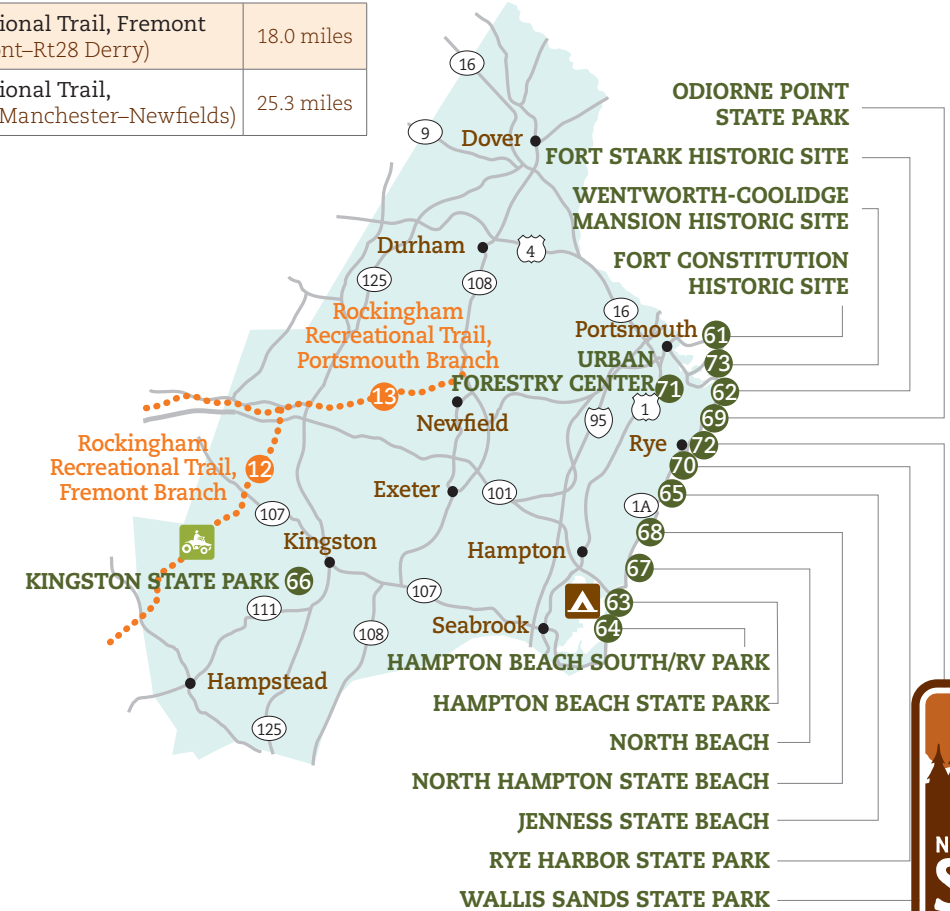 ional Trail, Fremont
nt–Rt28 Derry)
18.0 miles
ional Trail,
Manchester–Newfields)
25.3 miles
16
9
Dover
ODIORNE POINT
STATE PARK
FORT STARK HISTORIC SITE
WENTWORTH-COOLIDGE
MANSION HISTORIC SITE
FORT CONSTITUTION
HISTORIC SITE
Durham
4
125
108
16
Rockingham
Recreational Trail,
Portsmouth Branch
13
Portsmouth
61
73
URBAN
FORESTRY CENTER
71
62
1
95
69
Newfield
Rye
72
70
Rockingham
Recreational Trail,
Fremont Branch
12
Exeter
101
65
1A
107
68
Kingston
Hampton
67
KINGSTON STATE PARK
66
107
63
111
108
Seabrook
64
HAMPTON BEACH SOUTH/RV PARK
Hampstead
HAMPTON BEACH STATE PARK
125
NORTH BEACH
NORTH HAMPTON STATE BEACH
JENNESS STATE BEACH
RYE HARBOR STATE PARK
WALLIS SANDS STATE PARK
N